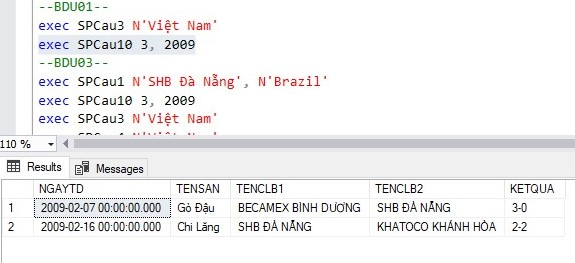 --BDU01--
exec SPCau3 N'Việt Nam'
exec SPCau10 3, 2009
--BDU03--
exec SPCau1 N'SHB Đà Nẵng', N'Brazil'
exec SPCau10 3, 2009
exec SPCau3 N'Việt Nam'
110 %
Results Messages
NGAYTD TENSAN TENCLB1 TENCLB2 KETQUA
1 2009-02-07 00:00:00.000 Gò Đậu BECAMEX BÌNH DƯƠNG SHB ĐÀ NẴNG 3-0
2 2009-02-16 00:00:00.000 Chi Lăng SHB ĐÀ NẴNG KHATOCO KHÁNH HÒA 2-2